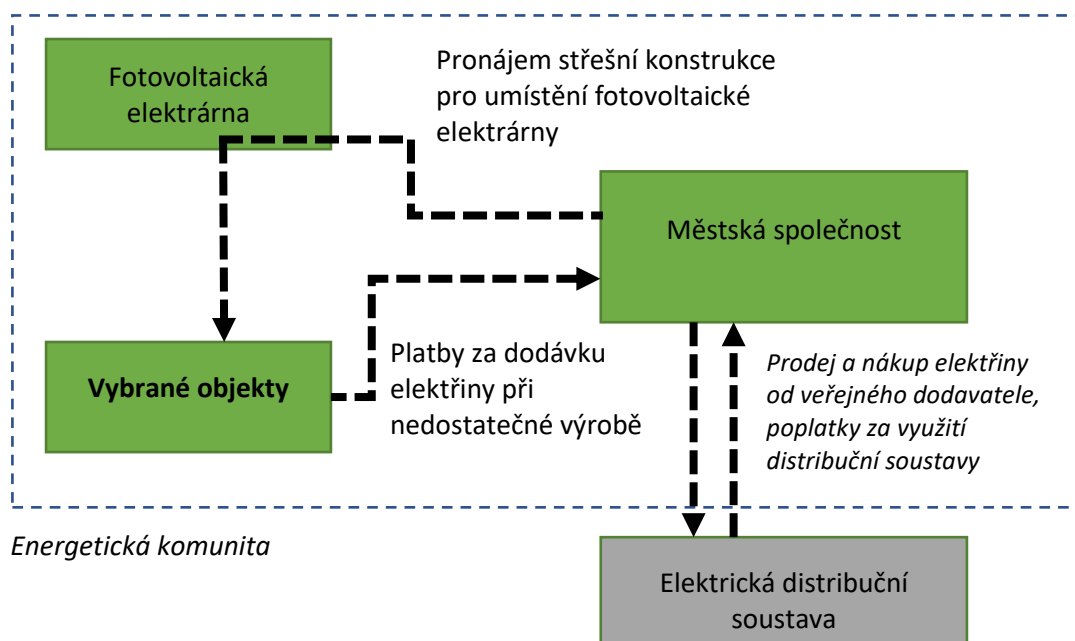 Fotovoltaická
elektrárna
Pronájem střešní konstrukce
pro umístění fotovoltaické
elektrárny
Městská společnost
Vybrané objekty
Platby za dodávku
elektřiny při
nedostatečné výrobě
Prodej a nákup elektřiny
od veřejného dodavatele,
poplatky za využití
distribuční soustavy
Energetická komunita
Elektrická distribuční
soustava